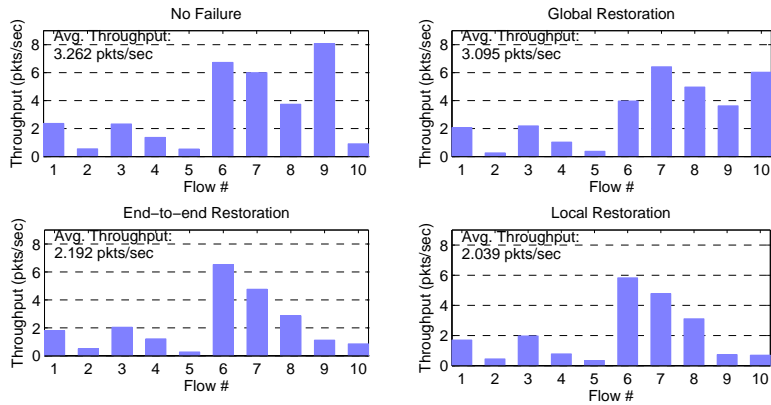 No Failure
Throughput (pkts/sec)
8
6
4
2
0
Avg. Throughput:
3.262 pkts/sec
1 2 3 4 5 6 7 8 9 10
Flow #
Global Restoration
Throughput (pkts/sec)
8
6
4
2
0
Avg. Throughput:
3.095 pkts/sec
1 2 3 4 5 6 7 8 9 10
Flow #
End−to−end Restoration
Throughput (pkts/sec)
8
6
4
2
0
Avg. Throughput:
2.192 pkts/sec
1 2 3 4 5 6 7 8 9 10
Flow #
Local Restoration
Throughput (pkts/sec)
8
6
4
2
0
Avg. Throughput:
2.039 pkts/sec
1 2 3 4 5 6 7 8 9 10
Flow #